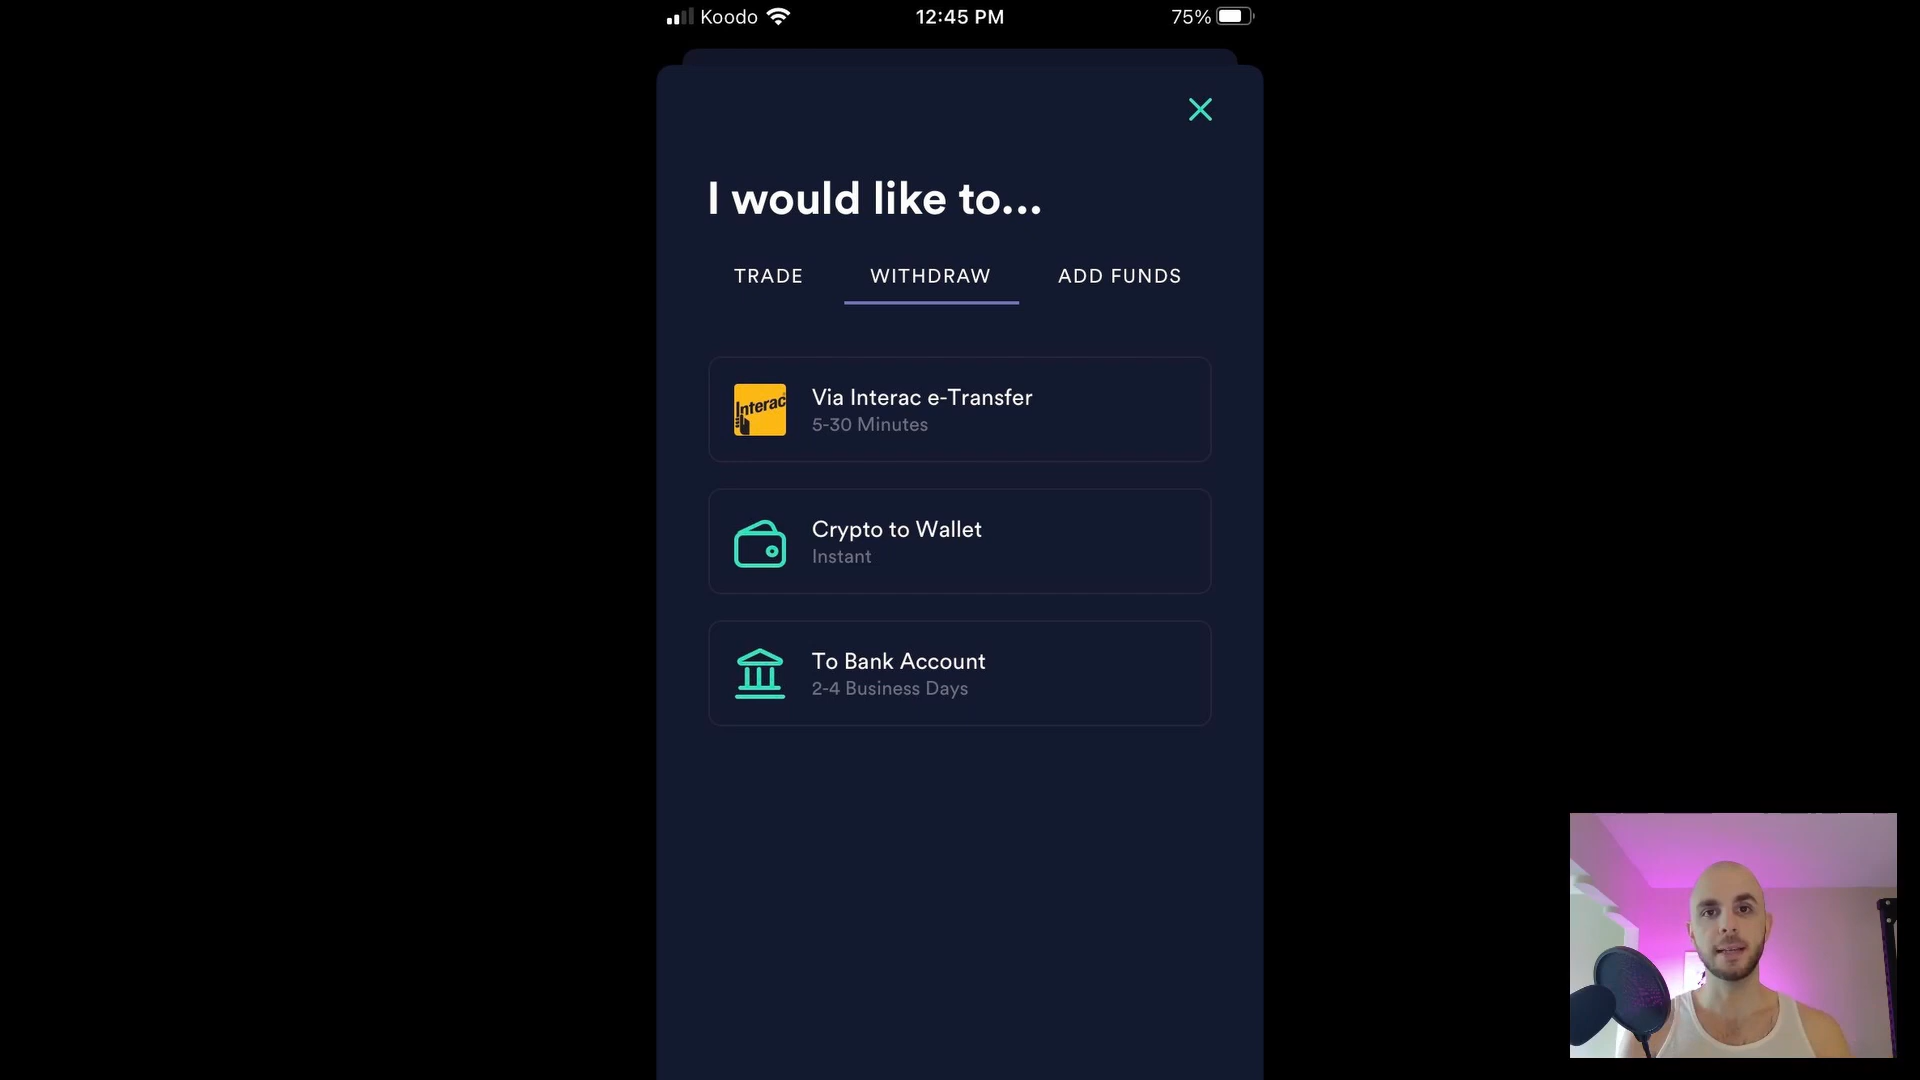 Koodo
12:45 PM
75%
I would like to...
TRADE
WITHDRAW
ADD FUNDS
Interac
Via Interac e-Transfer
5-30 Minutes
Crypto to Wallet
Instant
To Bank Account
2-4 Business Days